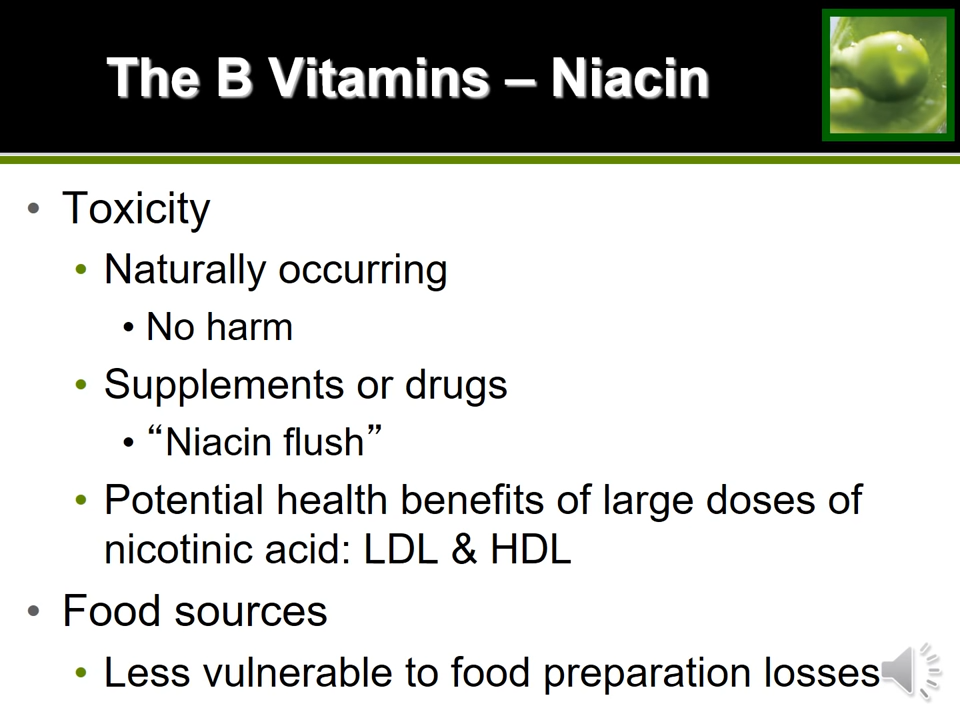 The B Vitamins – Niacin
• Toxicity
• Naturally occurring
• No harm
• Supplements or drugs
• “Niacin flush”
• Potential health benefits of large doses of
nicotinic acid: LDL & HDL
• Food sources
• Less vulnerable to food preparation losses